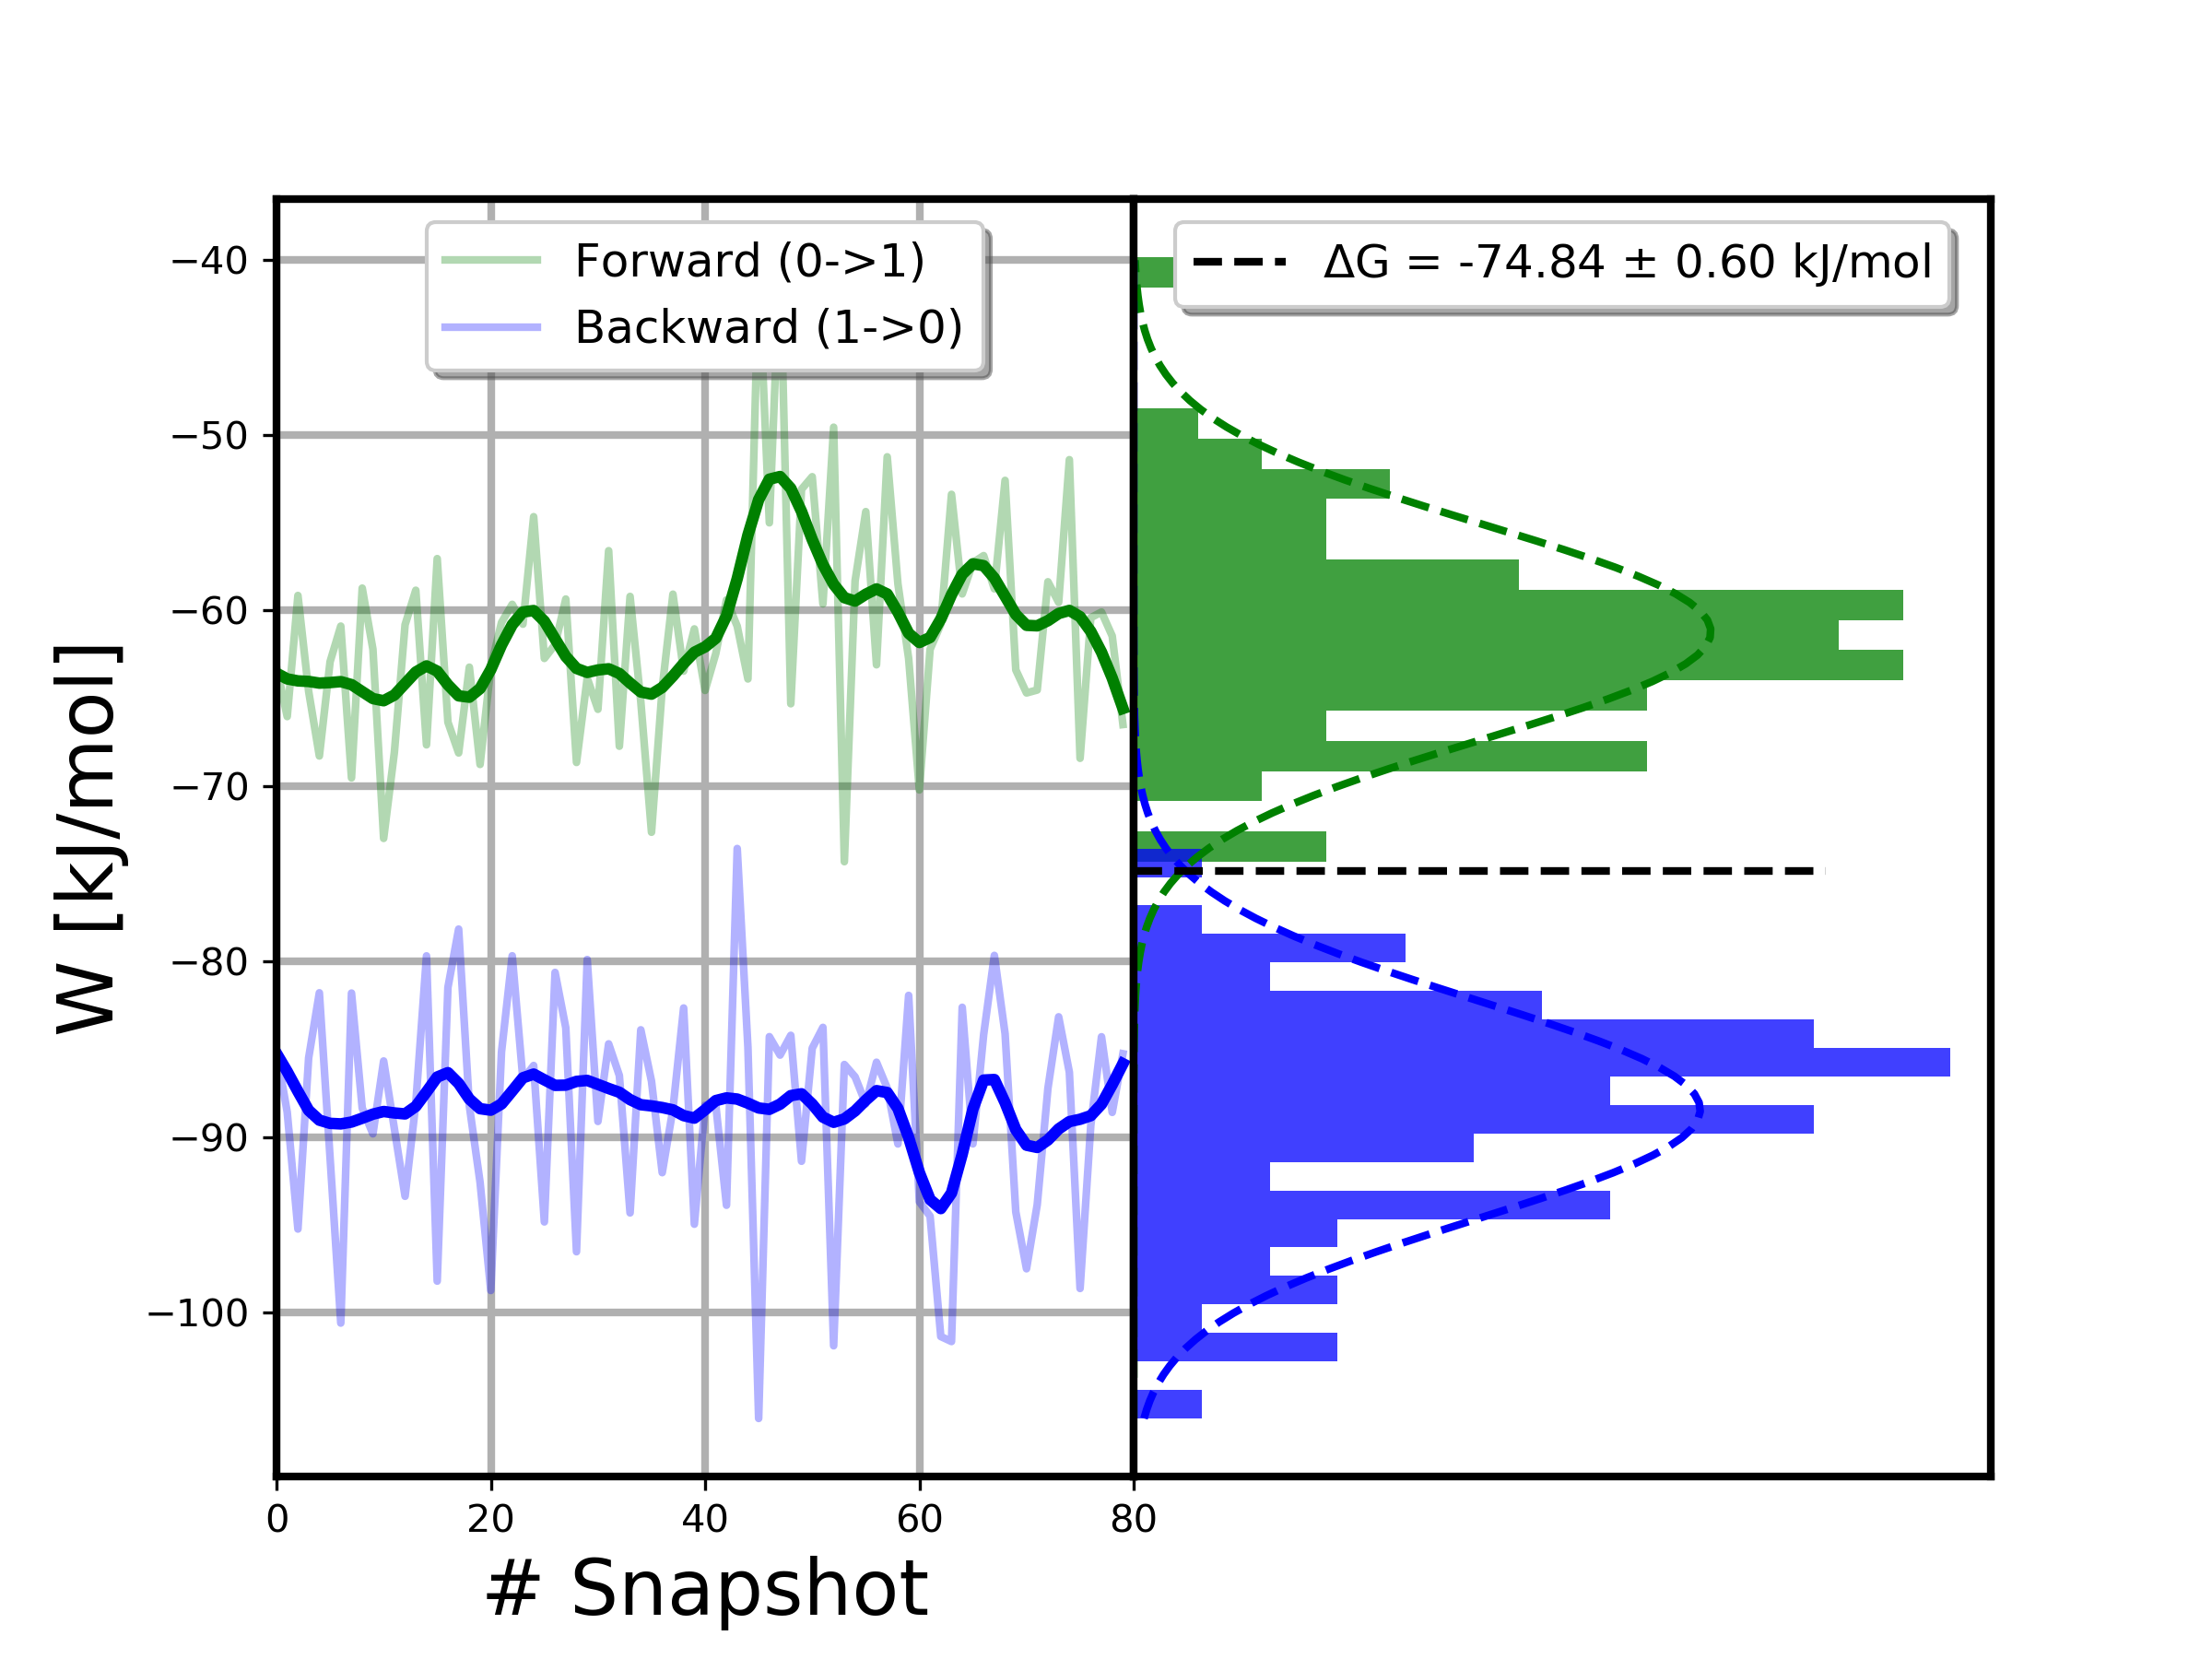 Forward (0->1)
Backward (1->0)
ΔG = -74.84 ± 0.60 kJ/mol
W [kJ/mol]
−40
−50
−60
−70
−80
−90
−100
0 20 40 60 80
# Snapshot